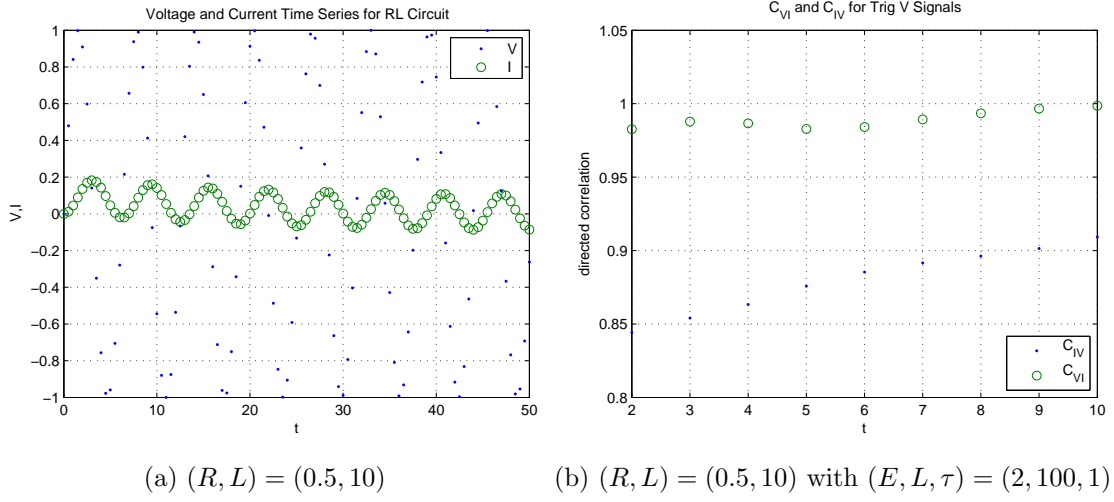 Voltage and Current Time Series for RL Circuit
V
I
1
0.8
0.6
0.4
0.2
0
−0.2
−0.4
−0.6
−0.8
−1
V,I
0 10 20 30 40 50
t
(a) (R, L) = (0.5, 10)
C_VI and C_IV for Trig V Signals
1.05
1
0.95
0.9
0.85
0.8
directed correlation
C_IV
C_VI
2 3 4 5 6 7 8 9 10
t
(b) (R, L) = (0.5, 10) with (E, L, τ) = (2, 100, 1)